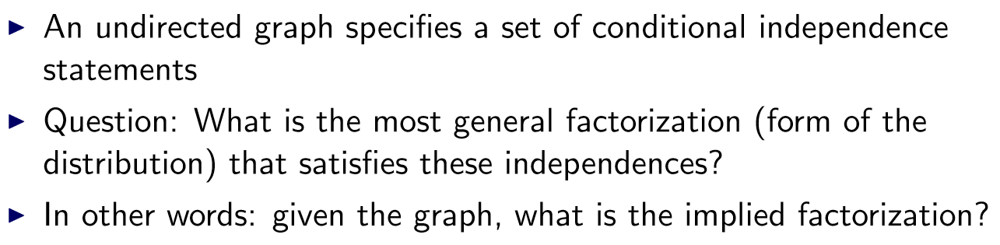 ▶ An undirected graph specifies a set of conditional independence
statements
▶ Question: What is the most general factorization (form of the
distribution) that satisfies these independences?
▶ In other words: given the graph, what is the implied factorization?